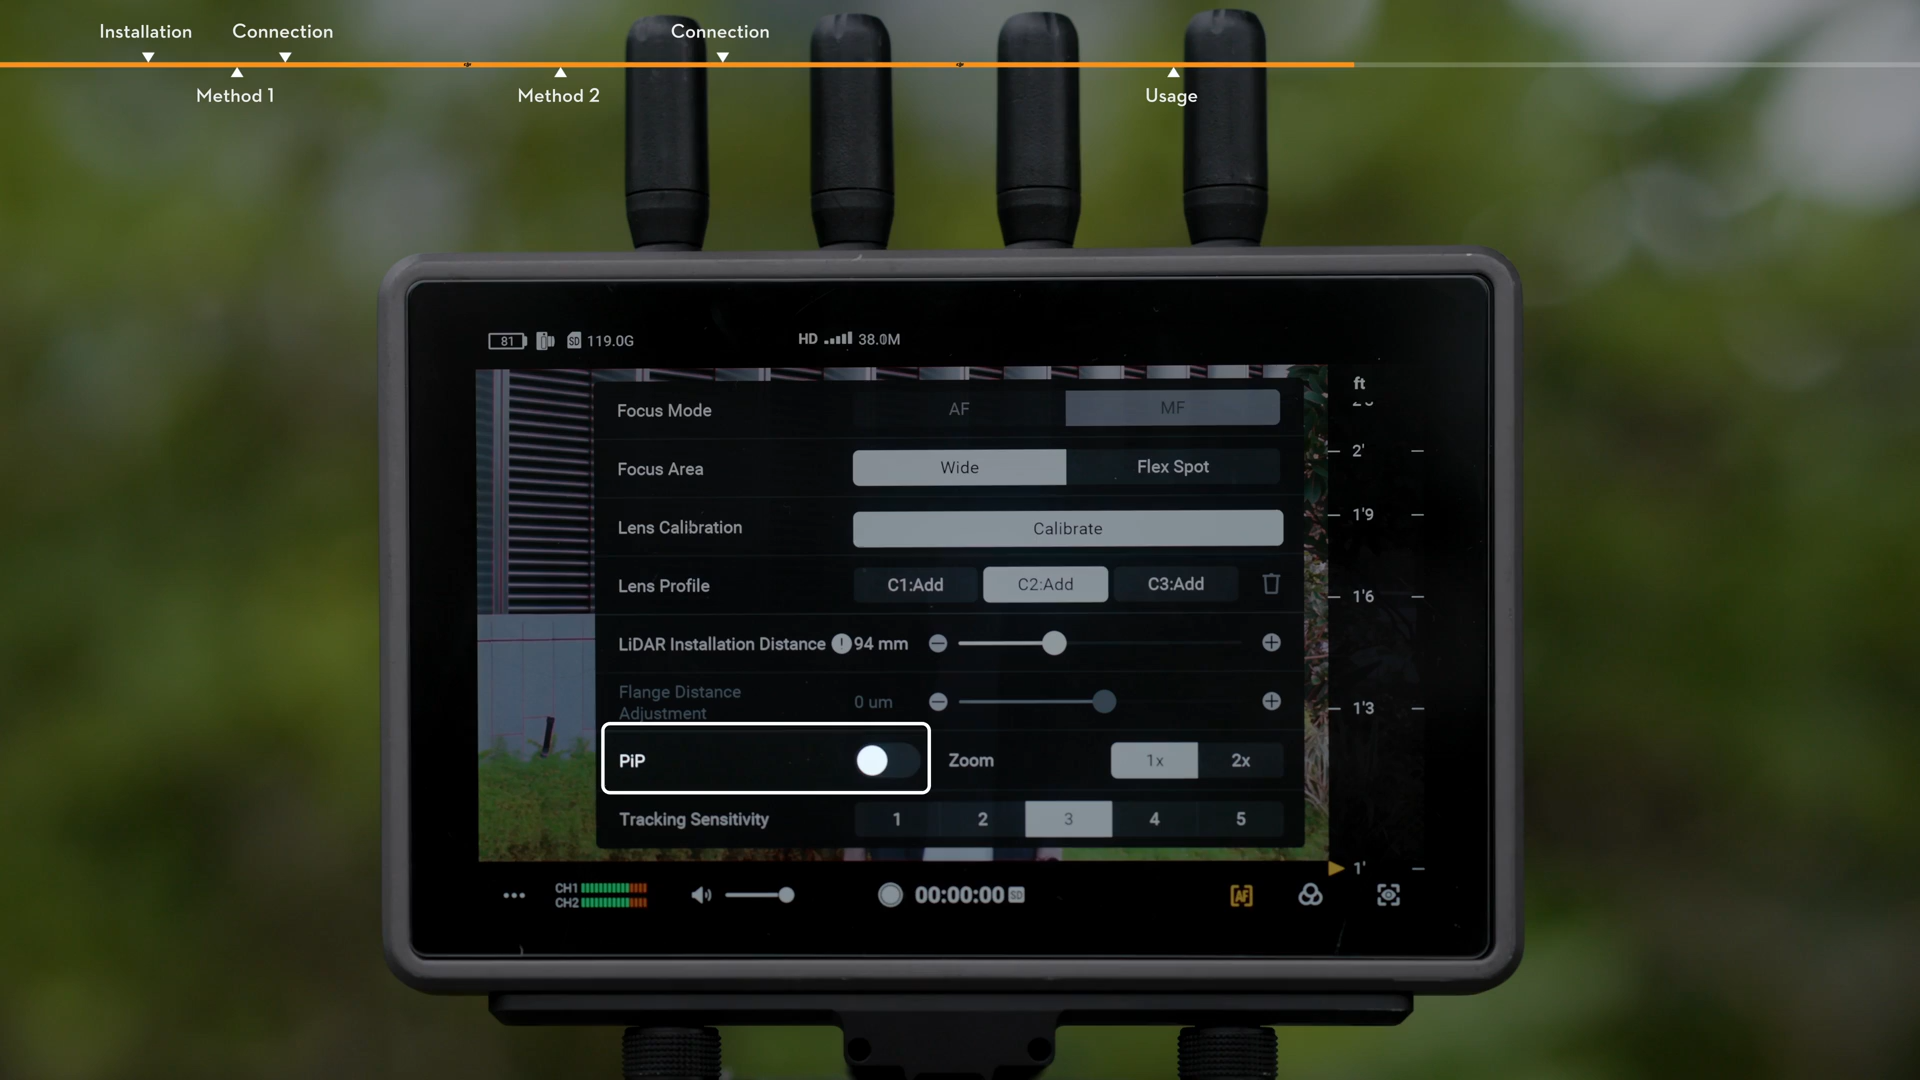 Installation
Connection
Connection
Method 1
Method 2
Usage
81
SD 119.0G
HD
38.0M
ft
Focus Mode
AF
MF
2'
Focus Area
Wide
Flex Spot
1'9
Lens Calibration
Calibrate
Lens Profile
C1:Add
C2:Add
C3:Add
1'6
LiDAR Installation Distance ! 94 mm
Flange Distance
Adjustment
0 um
1'3
PiP
Zoom
1x
2x
Tracking Sensitivity
1
2
3
4
5
1'
CH1
CH2
00:00:00 SD
AF